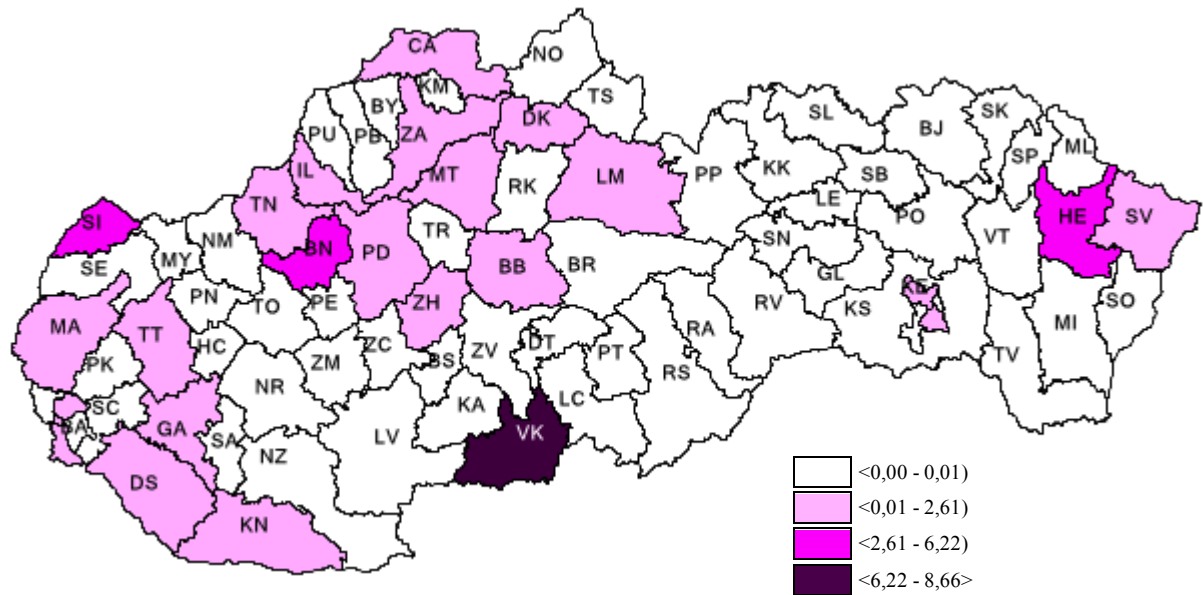 CA
NO
KM
BY
TS
PU
PB
ZA
DK
SL
BJ
SK
SP
ML
IL
MT
RK
LM
PP
KK
SB
LE
TN
SI
BN
PD
TR
NM
MY
SE
BB
BR
SN
PO
VT
HE
SV
GL
KE
PN
TO
PE
ZH
RV
KS
SO
MI
MA
TT
HC
ZM
ZC
BS
ZV
DT
PT
RA
RS
TV
PK
SC
BA
GA
NR
SA
NZ
LV
KA
VK
LC
DS
KN
<0,00 - 0,01)
<0,01 - 2,61)
<2,61 - 6,22)
<6,22 - 8,66>